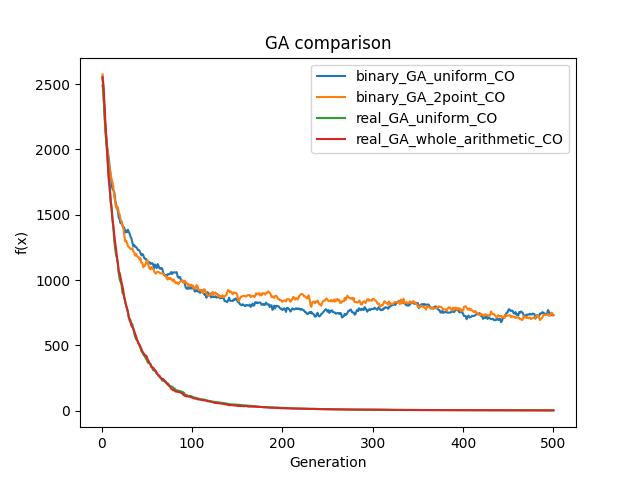 GA comparison
binary_GA_uniform_CO
binary_GA_2point_CO
real_GA_uniform_CO
real_GA_whole_arithmetic_CO
2500
2000
1500
1000
500
0
f(x)
0 100 200 300 400 500
Generation